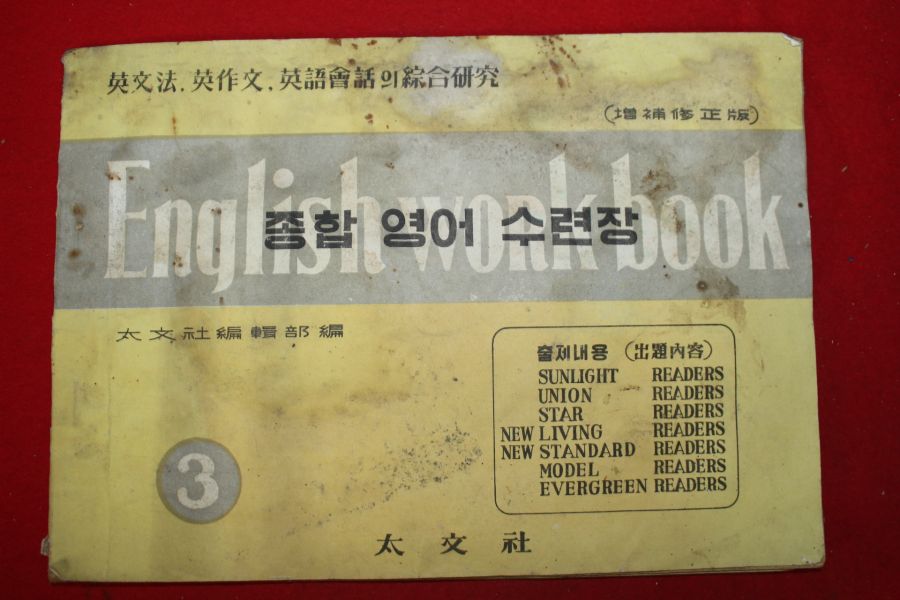 英文法. 英作文. 英語會話의 綜合硏究
(增補修正版)
English work book
종합 영어 수련장
太文社編輯部編
출제내용 (出題內容)
SUNLIGHT READERS
UNION READERS
STAR READERS
NEW LIVING READERS
NEW STANDARD READERS
MODEL READERS
EVERGREEN READERS
3
太文社